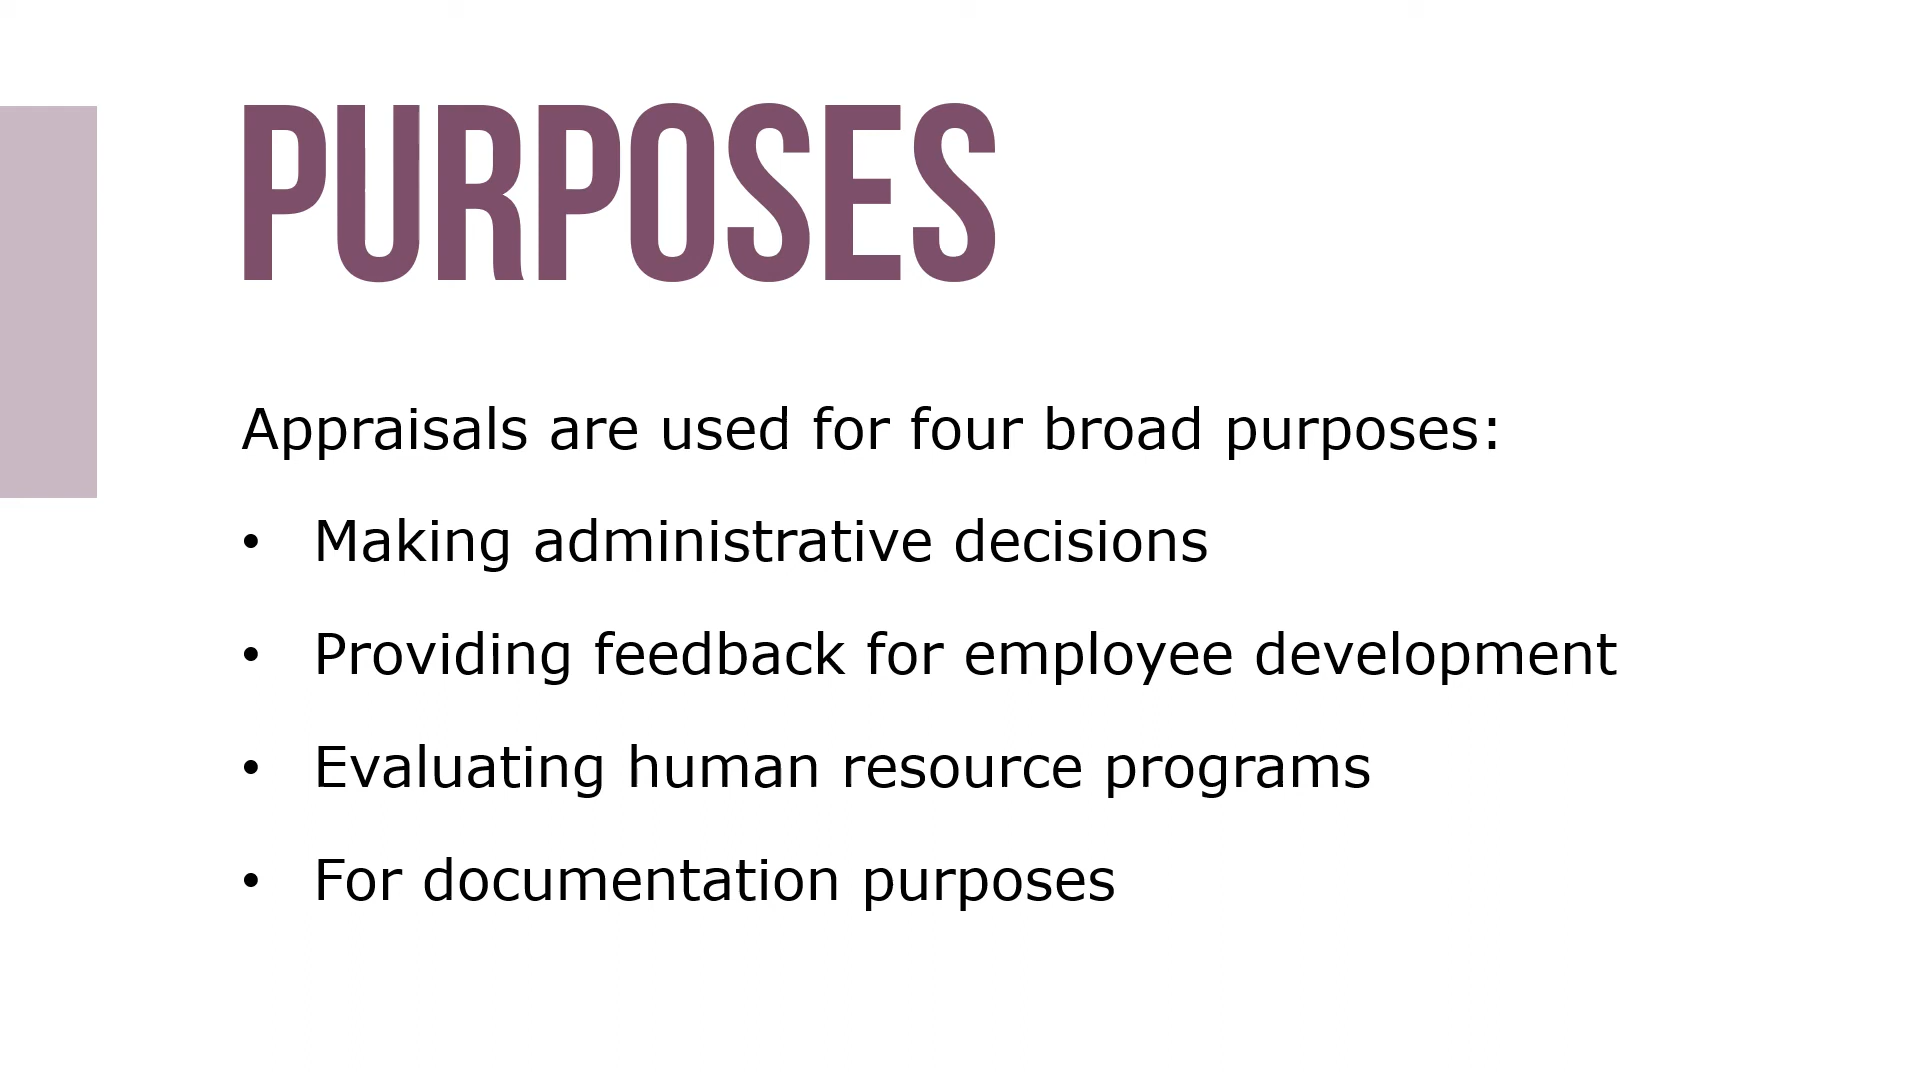 PURPOSES
Appraisals are used for four broad purposes:
• Making administrative decisions
• Providing feedback for employee development
• Evaluating human resource programs
• For documentation purposes